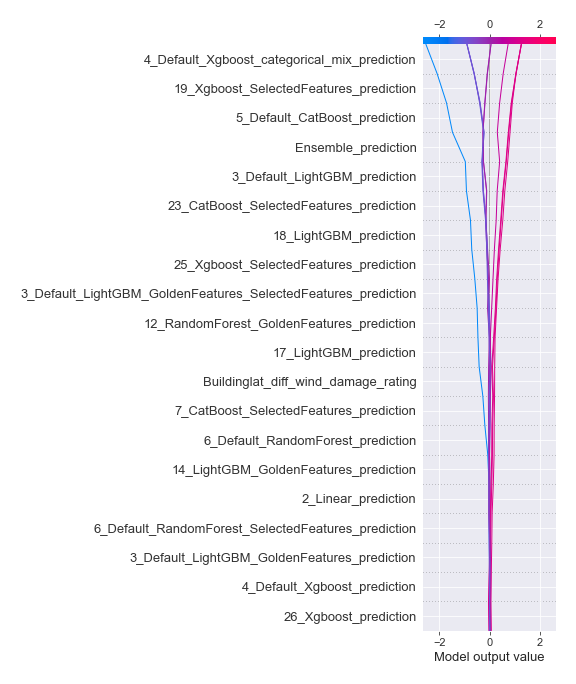 −2 0 2
4_Default_Xgboost_categorical_mix_prediction
19_Xgboost_SelectedFeatures_prediction
5_Default_CatBoost_prediction
Ensemble_prediction
3_Default_LightGBM_prediction
23_CatBoost_SelectedFeatures_prediction
18_LightGBM_prediction
25_Xgboost_SelectedFeatures_prediction
3_Default_LightGBM_GoldenFeatures_SelectedFeatures_prediction
12_RandomForest_GoldenFeatures_prediction
17_LightGBM_prediction
Buildinglat_diff_wind_damage_rating
7_CatBoost_SelectedFeatures_prediction
6_Default_RandomForest_prediction
14_LightGBM_GoldenFeatures_prediction
2_Linear_prediction
6_Default_RandomForest_SelectedFeatures_prediction
3_Default_LightGBM_GoldenFeatures_prediction
4_Default_Xgboost_prediction
26_Xgboost_prediction
−2 0 2
Model output value